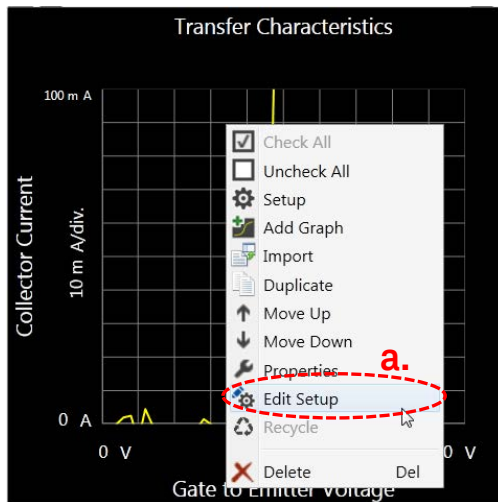 Transfer Characteristics
100 m A
Collector Current
10 m A/div.
0 A
0 V
0 V
Gate to Emitter Voltage
Check All
Uncheck All
Setup
Add Graph
Import
Duplicate
Move Up
Move Down
Properties
a.
Edit Setup
Recycle
Delete Del